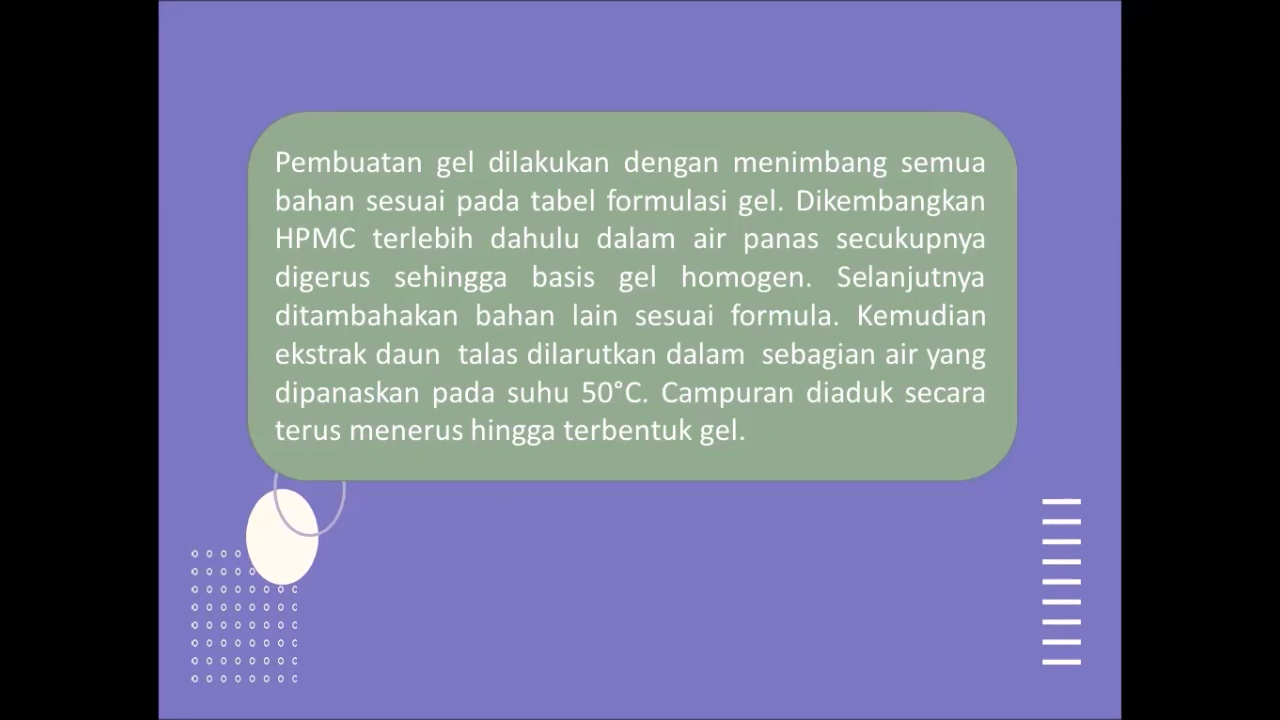 Pembuatan gel dilakukan dengan menimbang semua
bahan sesuai pada tabel formulasi gel. Dikembangkan
HPMC terlebih dahulu dalam air panas secukupnya
digerus sehingga basis gel homogen. Selanjutnya
ditambahakan bahan lain sesuai formula. Kemudian
ekstrak daun talas dilarutkan dalam sebagian air yang
dipanaskan pada suhu 50°C. Campuran diaduk secara
terus menerus hingga terbentuk gel.